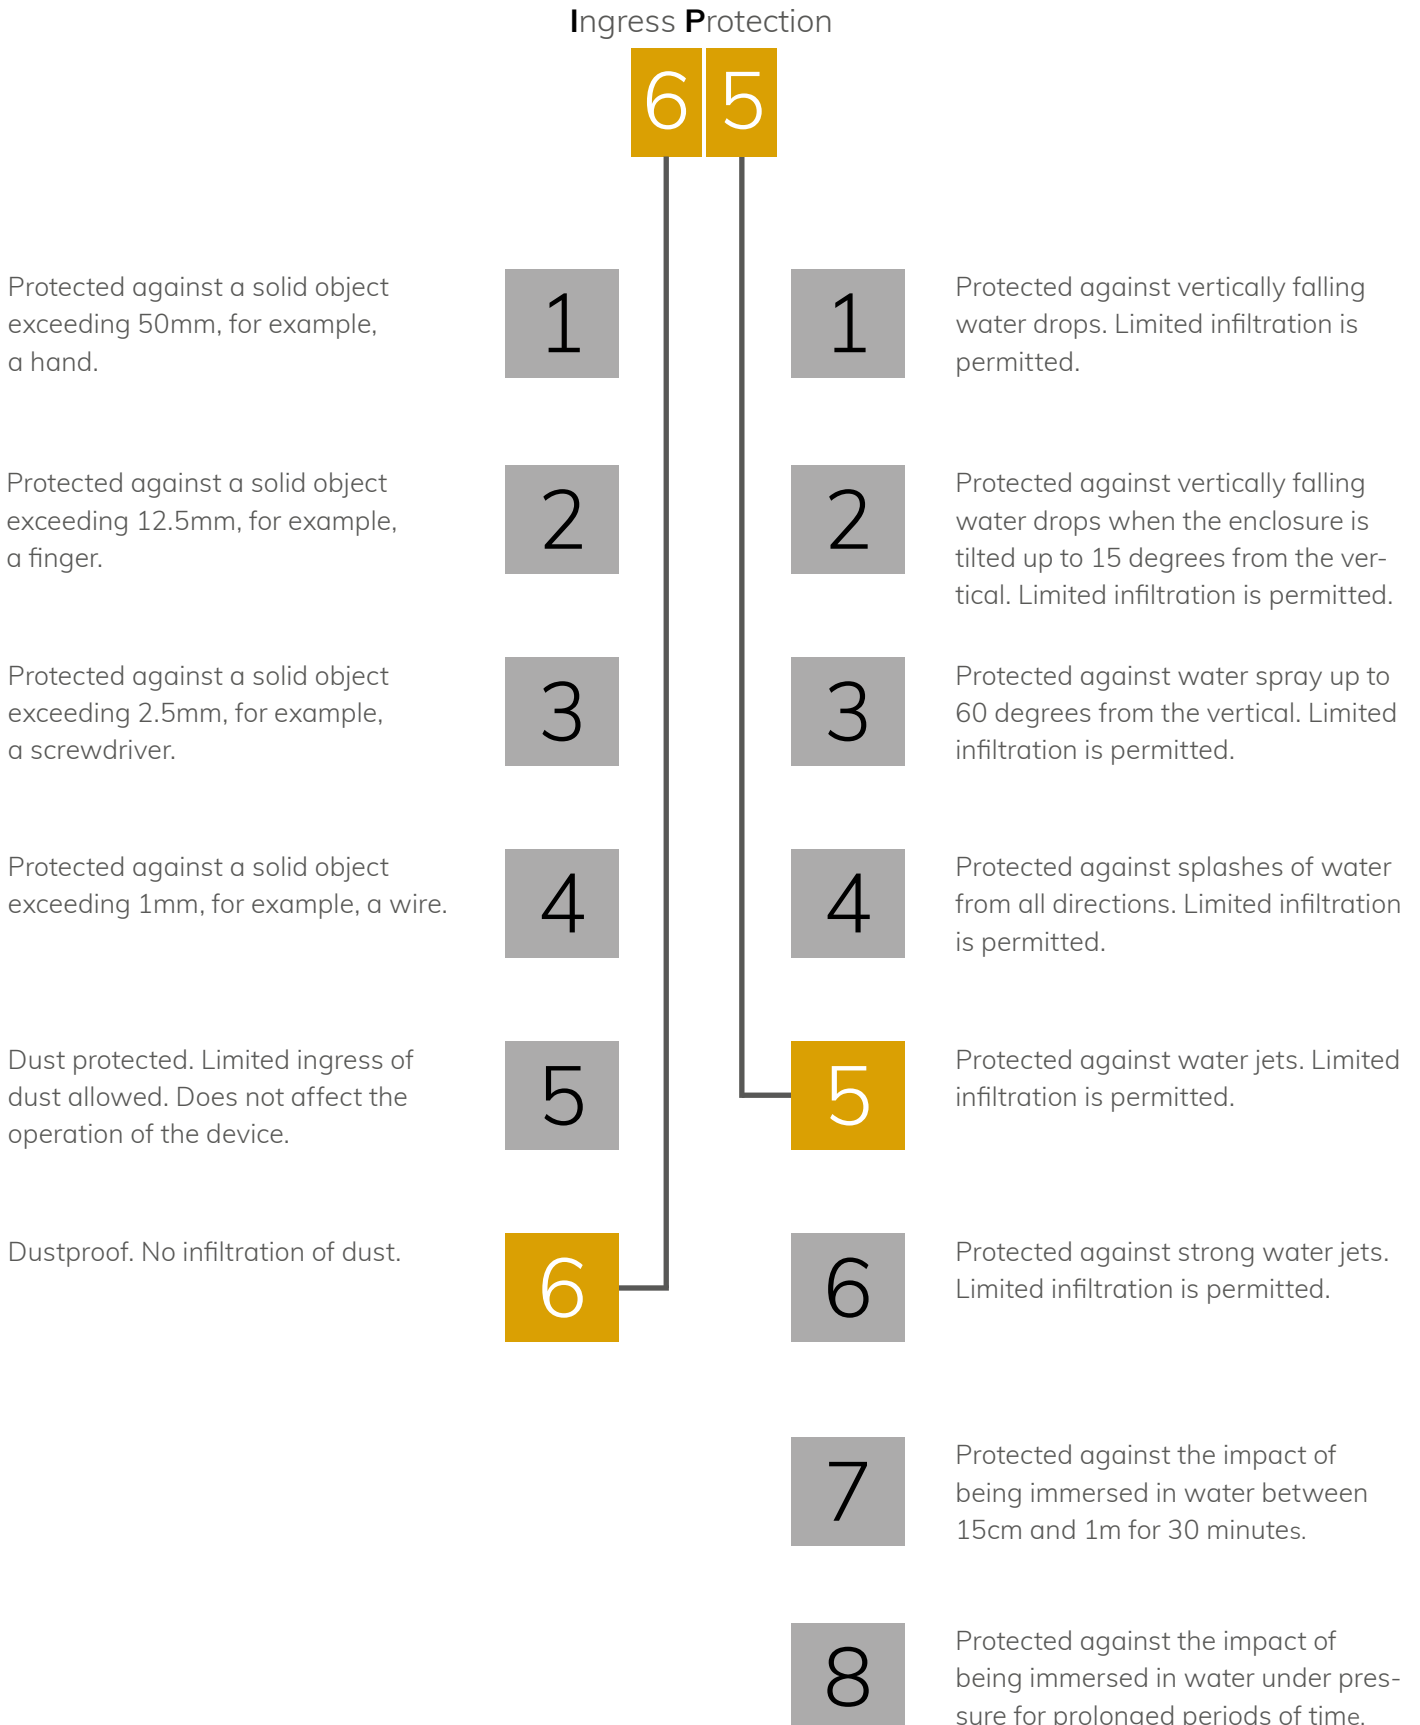 Ingress Protection
6 5
Protected against a solid object
exceeding 50mm, for example,
a hand.
1
1
Protected against vertically falling
water drops. Limited infiltration is
permitted.
Protected against a solid object
exceeding 12.5mm, for example,
a finger.
2
2
Protected against vertically falling
water drops when the enclosure is
tilted up to 15 degrees from the ver-
tical. Limited infiltration is permitted.
Protected against a solid object
exceeding 2.5mm, for example,
a screwdriver.
3
3
Protected against water spray up to
60 degrees from the vertical. Limited
infiltration is permitted.
Protected against a solid object
exceeding 1mm, for example, a wire.
4
4
Protected against splashes of water
from all directions. Limited infiltration
is permitted.
Dust protected. Limited ingress of
dust allowed. Does not affect the
operation of the device.
5
5
Protected against water jets. Limited
infiltration is permitted.
Dustproof. No infiltration of dust.
6
6
Protected against strong water jets.
Limited infiltration is permitted.
7
Protected against the impact of
being immersed in water between
15cm and 1m for 30 minutes.
8
Protected against the impact of
being immersed in water under pres-
sure for prolonged periods of time.